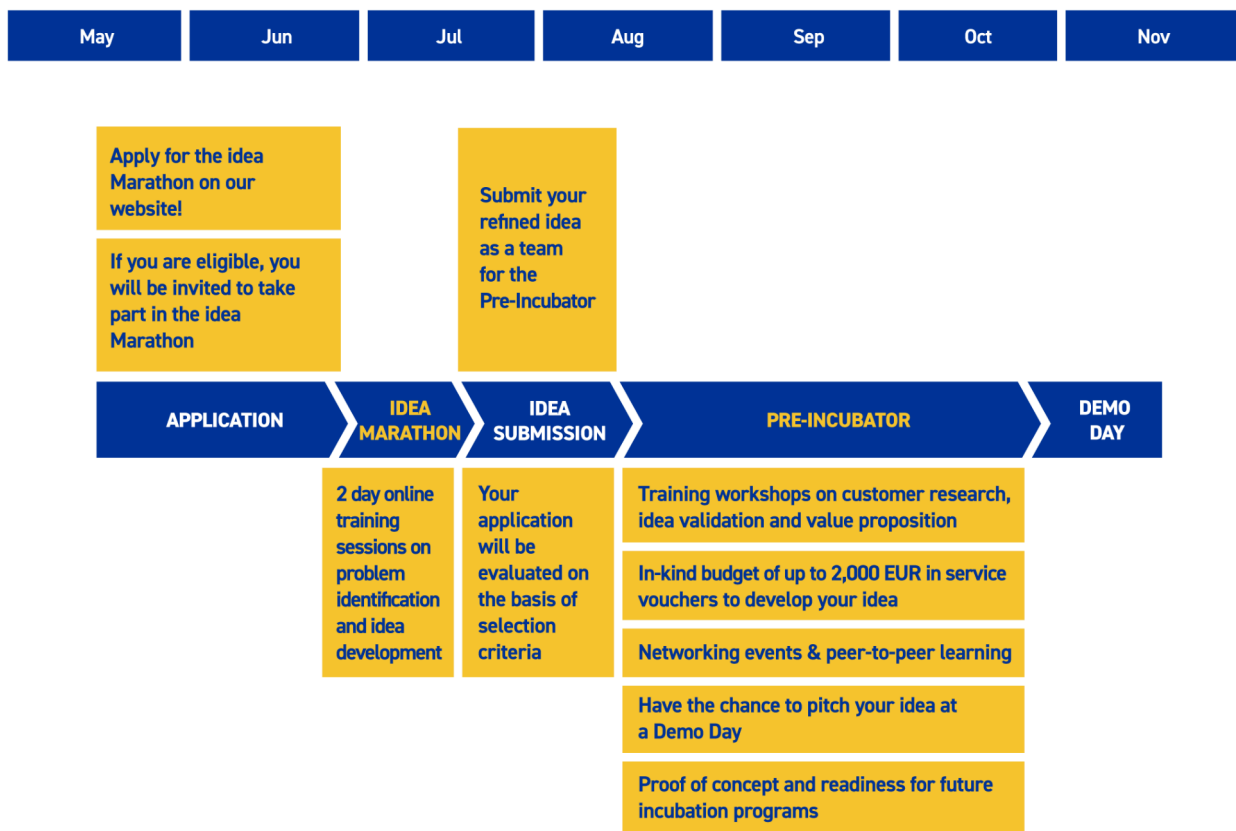 May
Jun
Jul
Aug
Sep
Oct
Nov
Apply for the idea
Marathon on our
website!
If you are eligible, you
will be invited to take
part in the idea
Marathon
Submit your
refined idea
as a team
for the
Pre-Incubator
APPLICATION
IDEA
MARATHON
IDEA
SUBMISSION
PRE-INCUBATOR
DEMO
DAY
2 day online
training
sessions on
problem
identification
and idea
development
Your
application
will be
evaluated on
the basis of
selection
criteria
Training workshops on customer research,
idea validation and value proposition
In-kind budget of up to 2,000 EUR in service
vouchers to develop your idea
Networking events & peer-to-peer learning
Have the chance to pitch your idea at
a Demo Day
Proof of concept and readiness for future
incubation programs